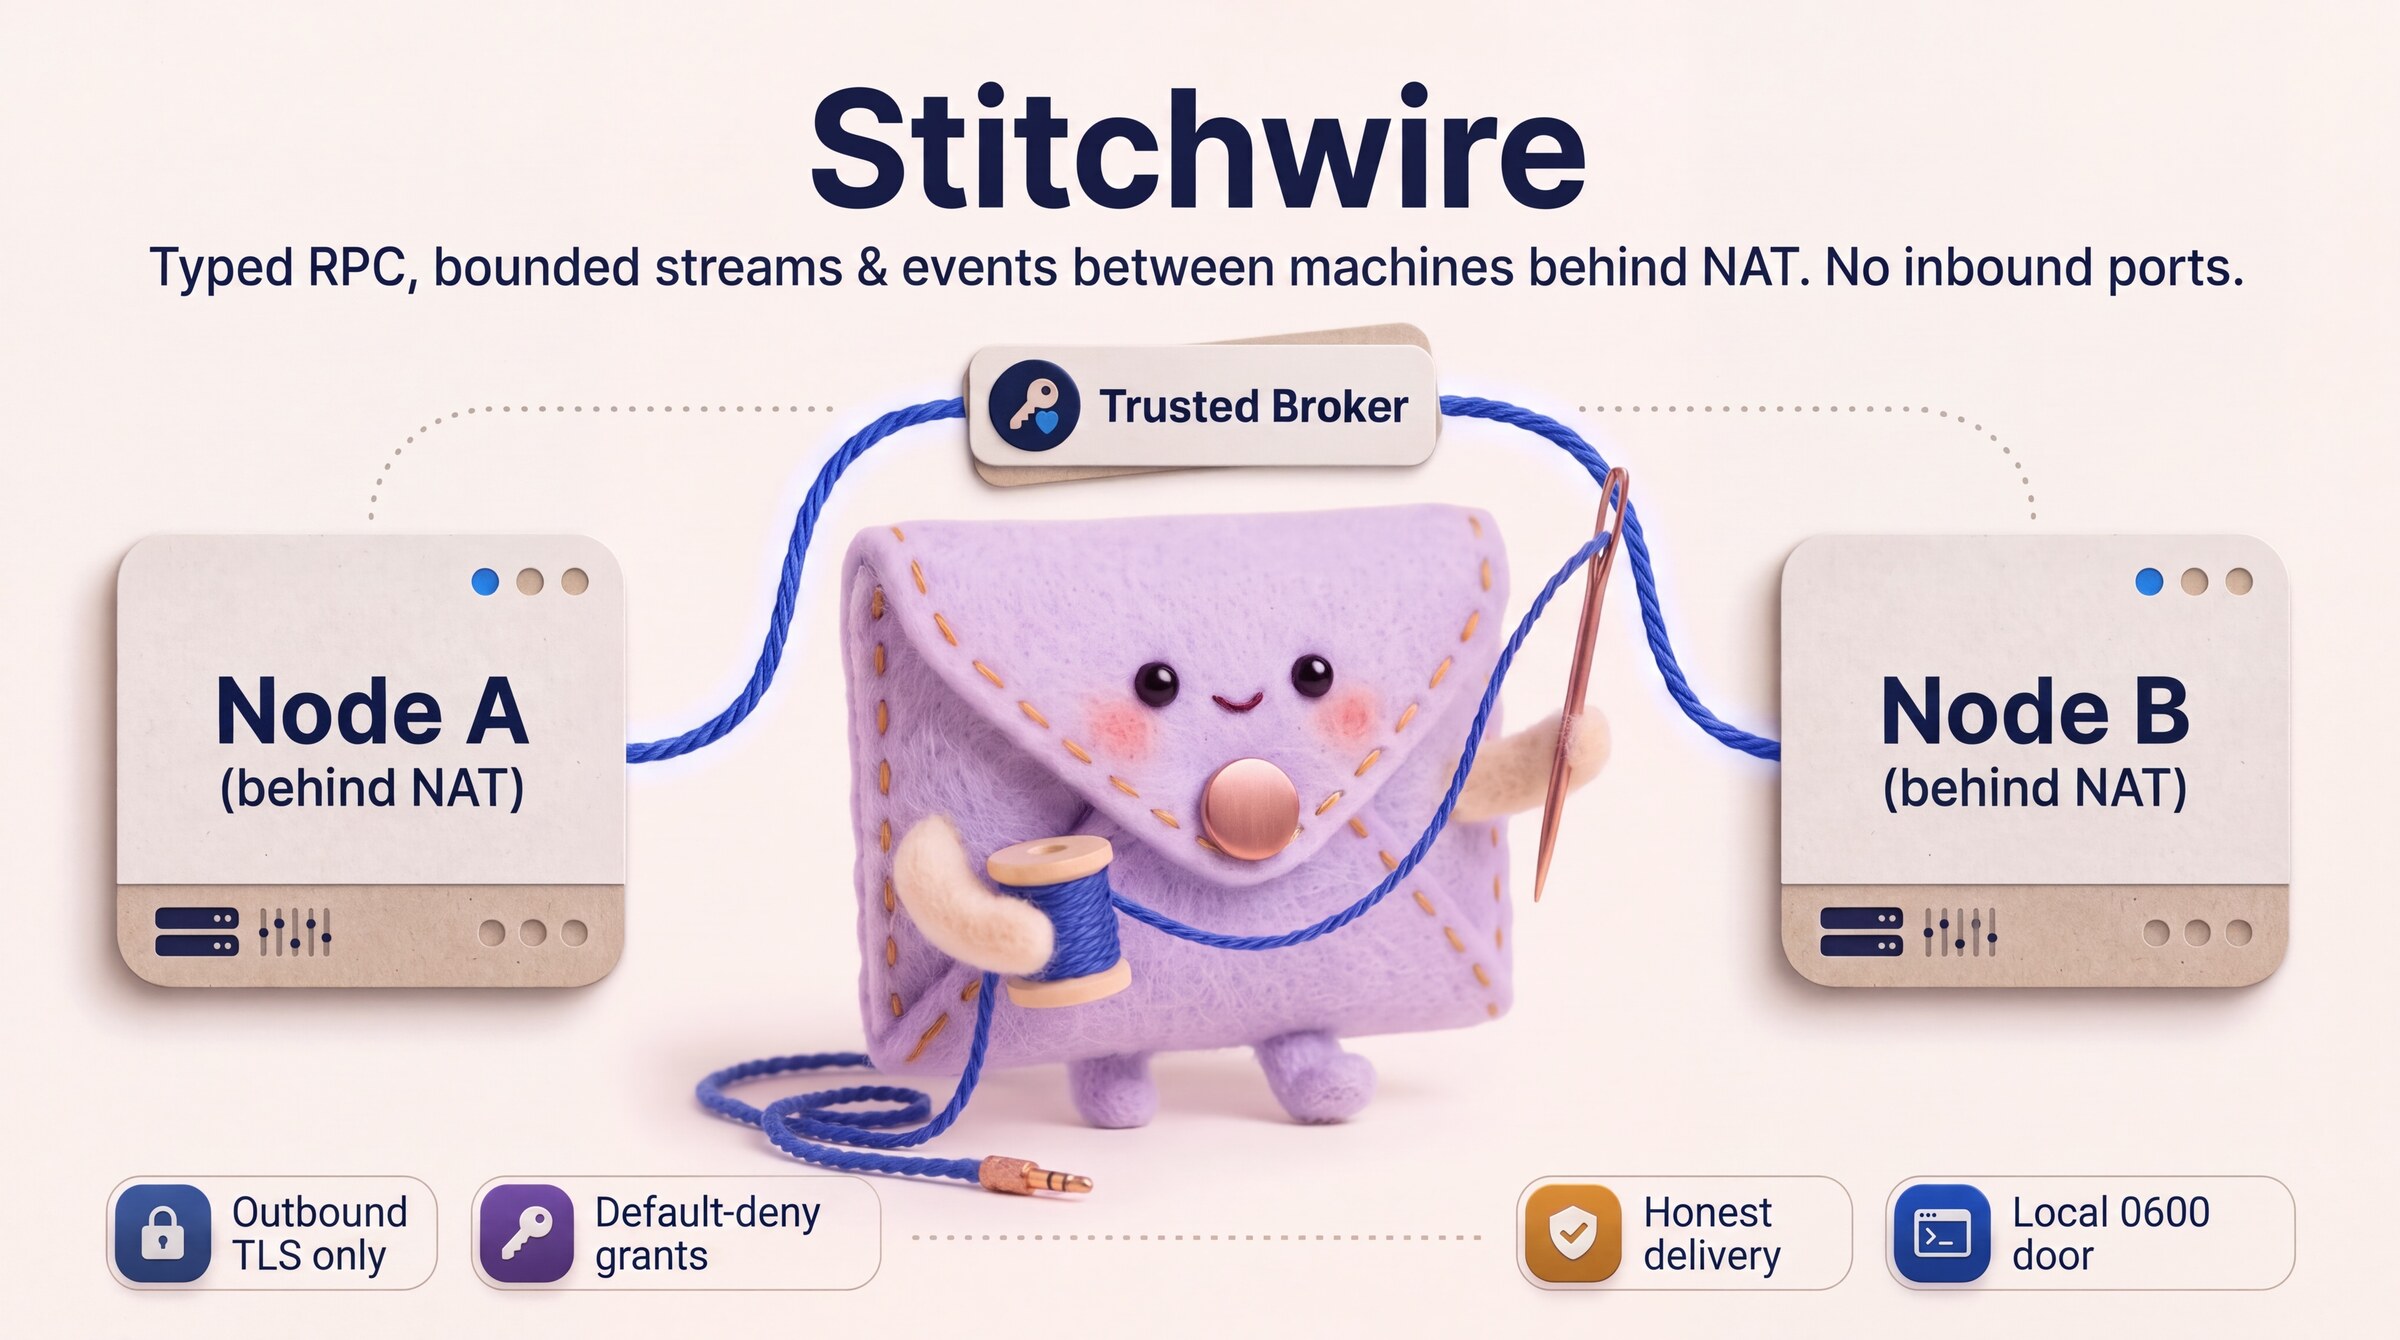 Stitchwire
Typed RPC, bounded streams & events between machines behind NAT. No inbound ports.
Trusted Broker
Node A
(behind NAT)
Node B
(behind NAT)
Outbound
TLS only
Default-deny
grants
Honest
delivery
Local 0600
door